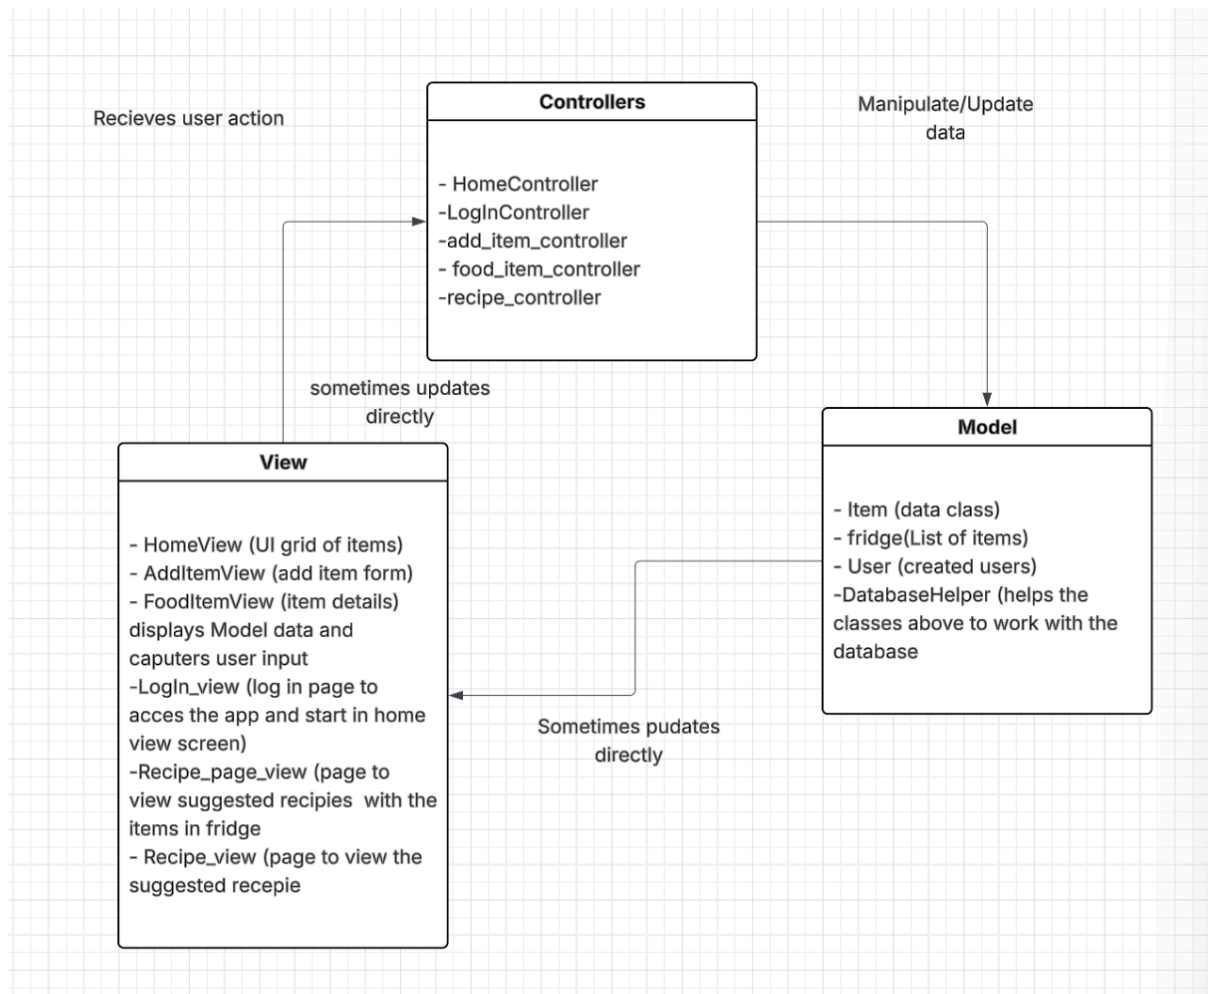 Recieves user action
Controllers
- HomeController
-LogInController
-add_item_controller
- food_item_controller
-recipe_controller
Manipulate/Update
data
sometimes updates
directly
View
- HomeView (UI grid of items)
- AddItemView (add item form)
- FoodItemView (item details)
displays Model data and
caputers user input
-LogIn_view (log in page to
acces the app and start in home
view screen)
-Recipe_page_view (page to
view suggested recipies  with the
items in fridge
- Recipe_view (page to view the
suggested recepie
Model
- Item (data class)
- fridge(List of items)
- User (created users)
-DatabaseHelper (helps the
classes above to work with the
database
Sometimes pudates
directly